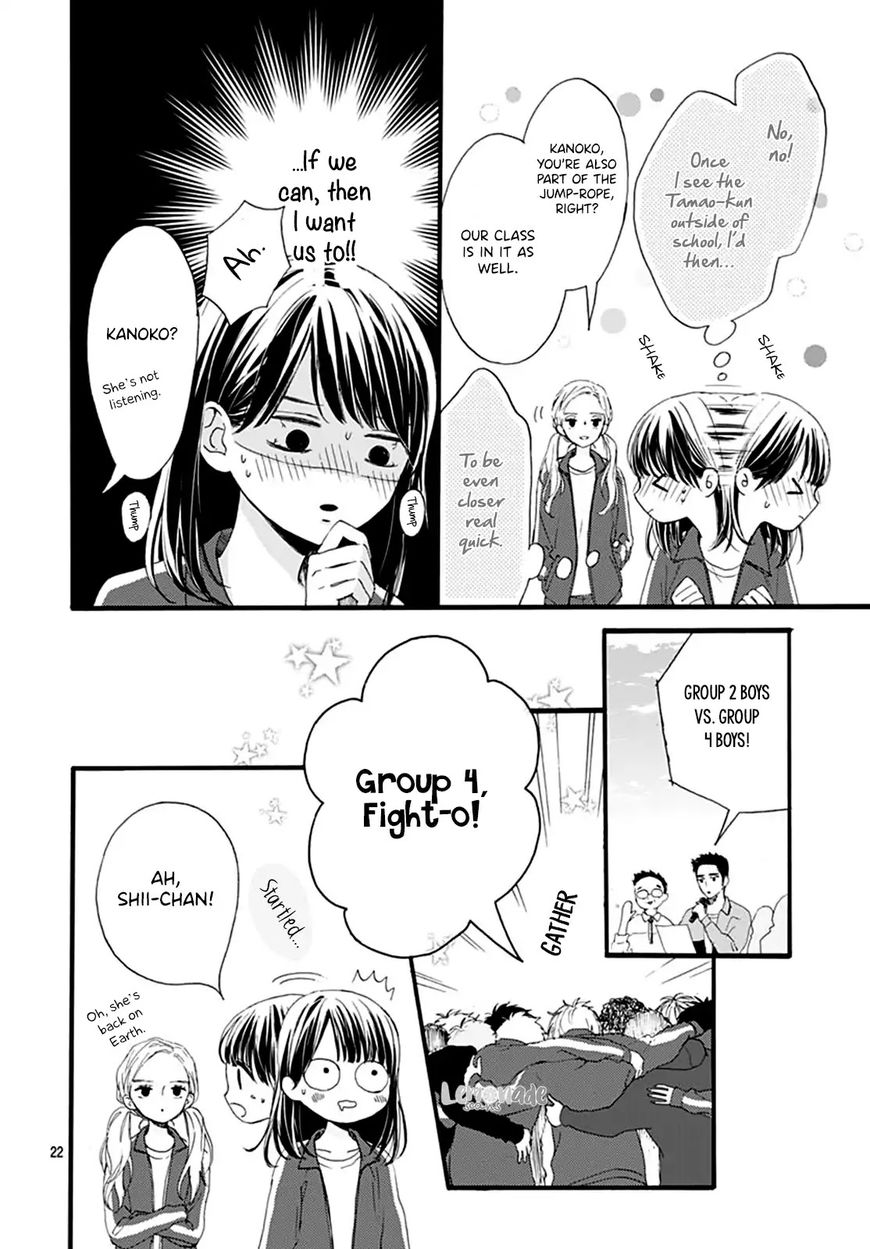 No,
no!
Once
I see the
Tamao-kun
outside of
school, I'd
then...
SHAKE
SHAKE
KANOKO,
YOU'RE ALSO
PART OF THE
JUMP-ROPE,
RIGHT?
OUR CLASS
IS IN IT AS
WELL.
To be
even
closer
real
quick.
...If we
can, then
I want
us to!!
Ah.
KANOKO?
She's not
listening.
Thump
Thump
GROUP 2 BOYS
VS. GROUP
4 BOYS!
GATHER
Group 4,
Fight-o!
Startled...
AH,
SHII-CHAN!
Oh, she's
back on
Earth.
Lemonade
SCANS
22